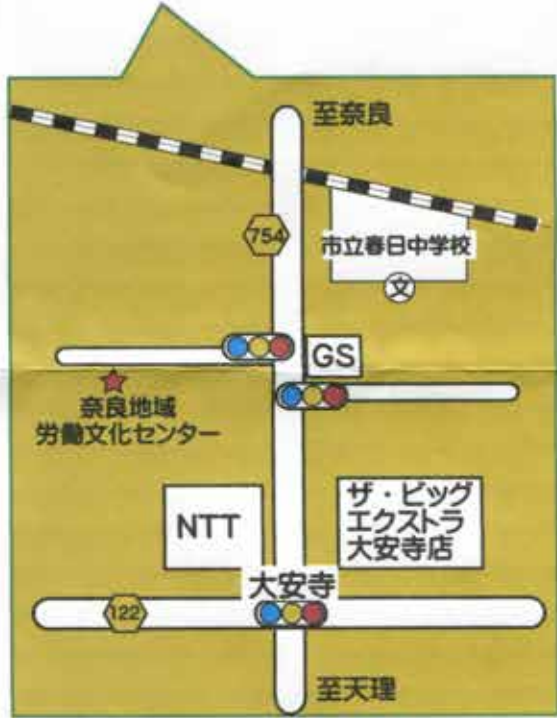 至奈良
754
市立春日中学校
文
GS
奈良地域
労働文化センター
NTT
ザ・ビッグ
エクストラ
大安寺店
大安寺
122
至天理